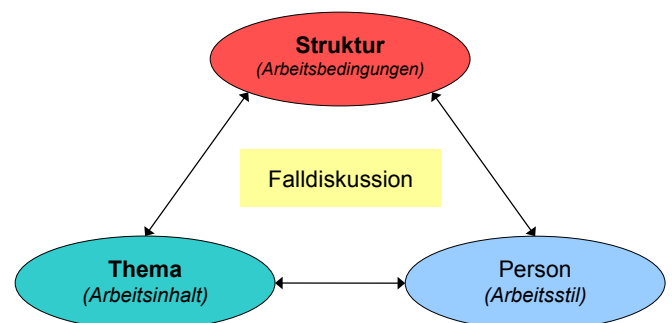 Struktur
(Arbeitsbedingungen)
Falldiskussion
Thema
(Arbeitsinhalt)
Person
(Arbeitsstil)